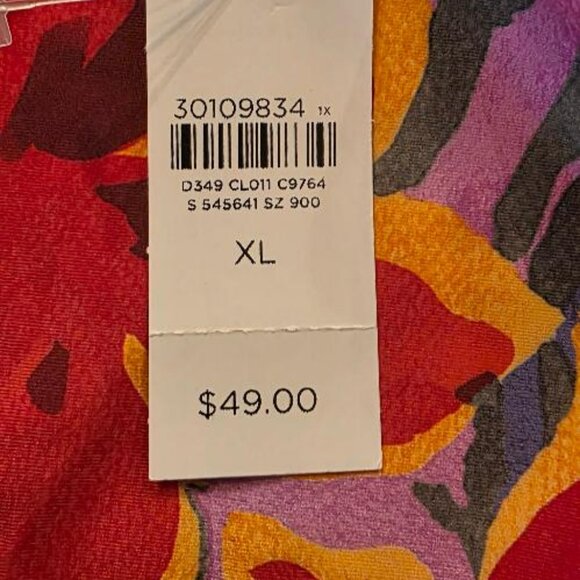 30109834 1X
D349 CL011 C9764
S 545641 SZ 900
XL
$49.00